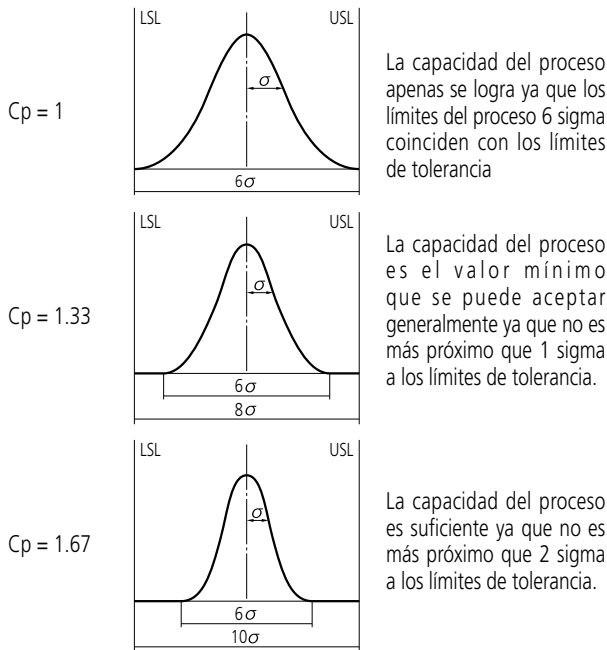 LSL USL
Cp = 1
σ
6σ
La capacidad del proceso
apenas se logra ya que los
límites del proceso 6 sigma
coinciden con los límites
de tolerancia
LSL USL
Cp = 1.33
σ
6σ
8σ
La capacidad del proceso
es el valor mínimo
que se puede aceptar
generalmente ya que no es
más próximo que 1 sigma
a los límites de tolerancia.
LSL USL
Cp = 1.67
σ
6σ
10σ
La capacidad del proceso
es suficiente ya que no es
más próximo que 2 sigma
a los límites de tolerancia.